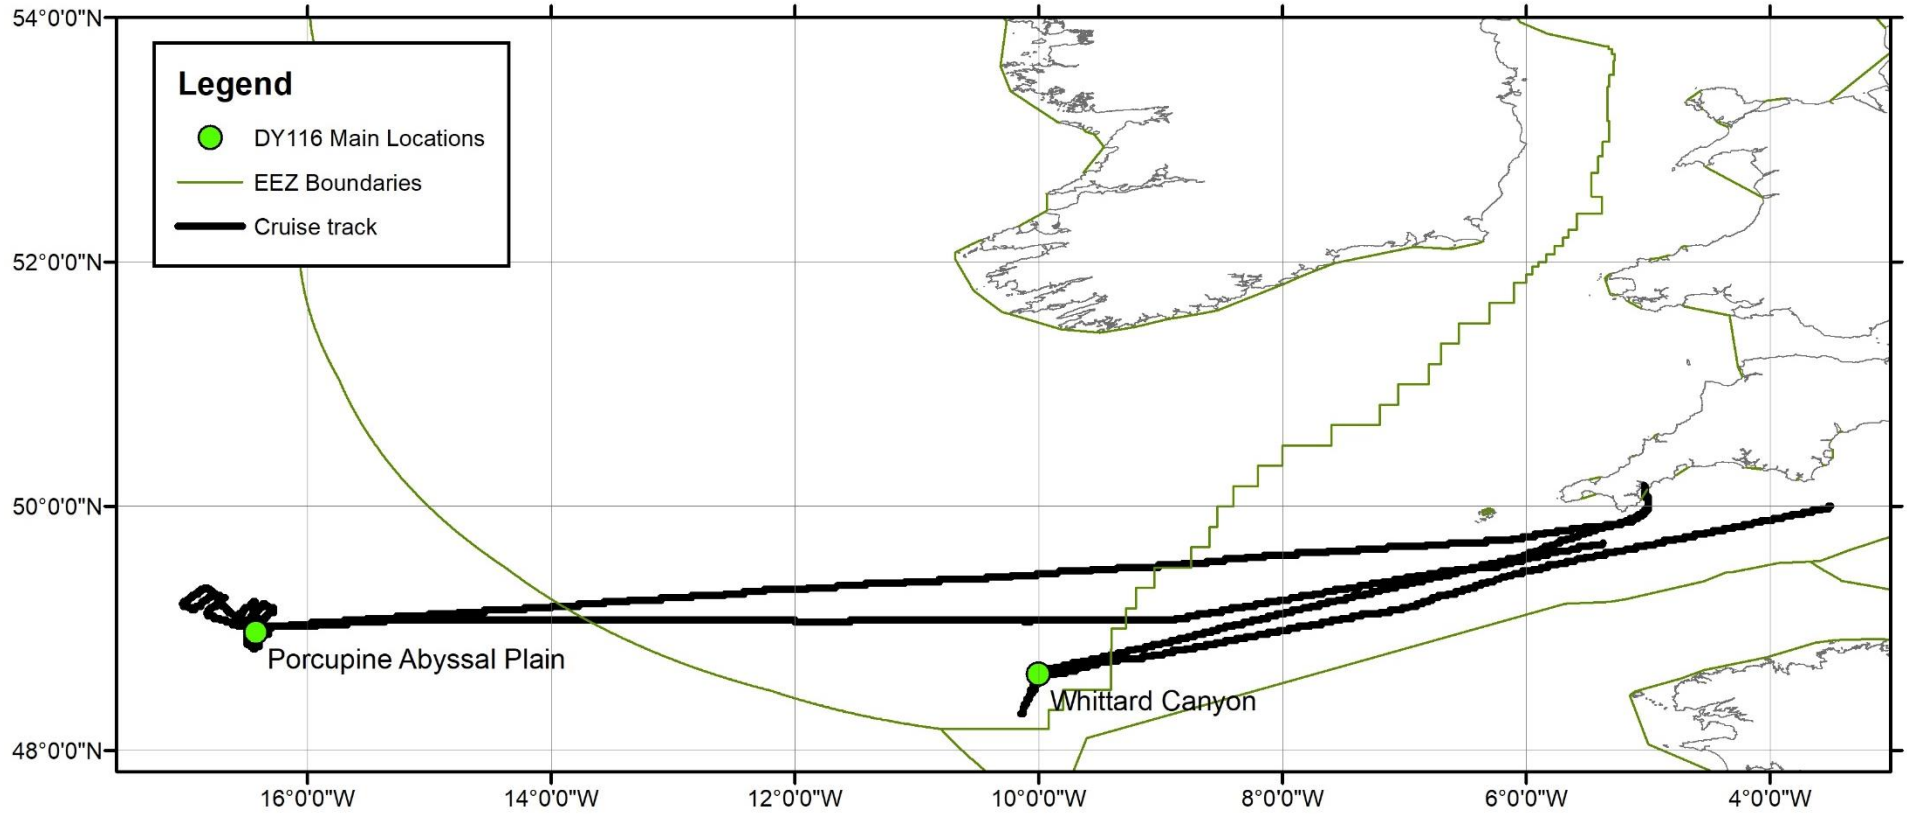 54°0'0"N
Legend
DY116 Main Locations
EEZ Boundaries
Cruise track
52°0'0"N
50°0'0"N
Porcupine Abyssal Plain
Whittard Canyon
48°0'0"N
16°0'0"W 14°0'0"W 12°0'0"W 10°0'0"W 8°0'0"W 6°0'0"W 4°0'0"W